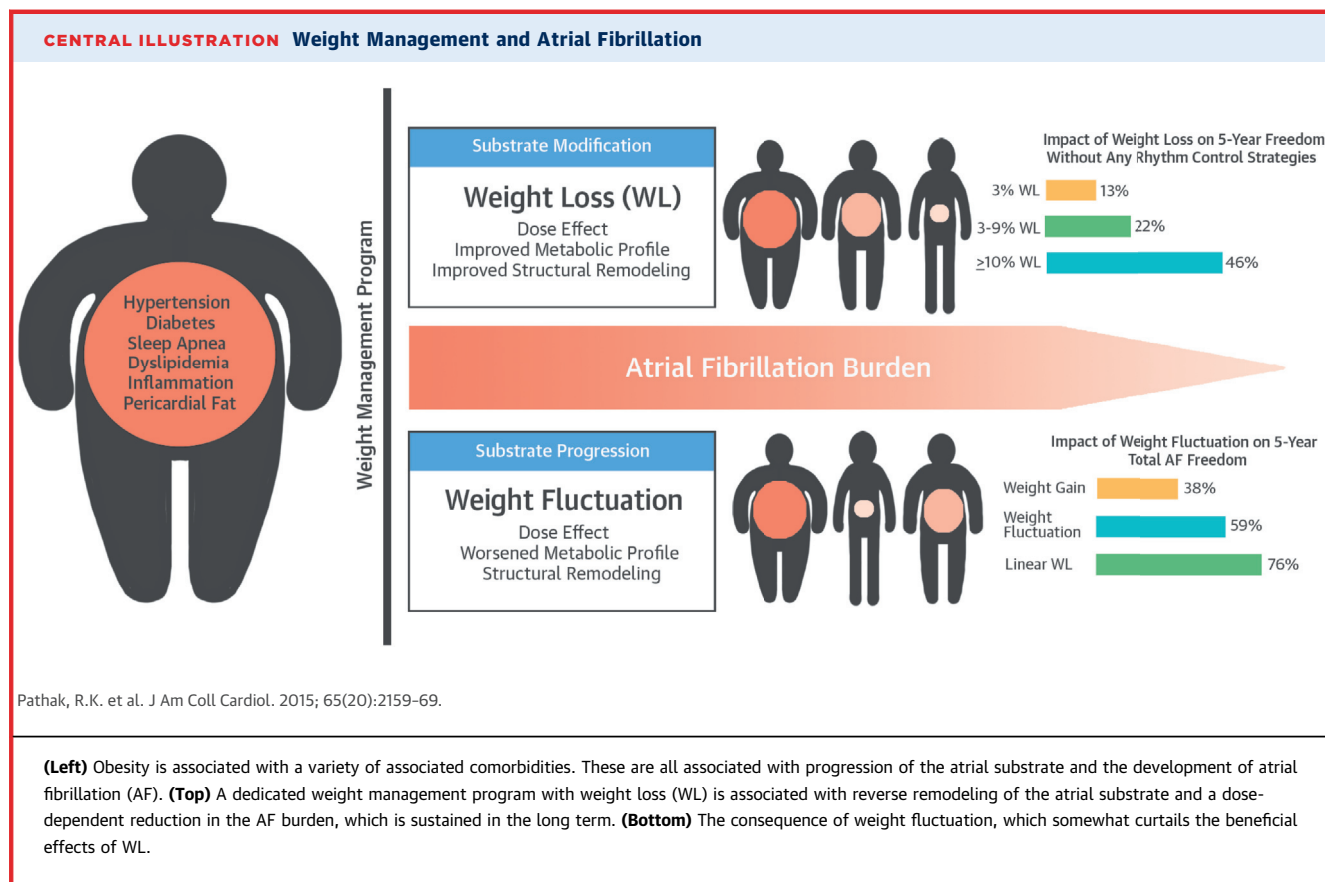 CENTRAL ILLUSTRATION Weight Management and Atrial Fibrillation
Hypertension
Diabetes
Sleep Apnea
Dyslipidemia
Inflammation
Pericardial Fat
Weight Management Program
Substrate Modification
Weight Loss (WL)
Dose Effect
Improved Metabolic Profile
Improved Structural Remodeling
Impact of Weight Loss on 5-Year Freedom
Without Any Rhythm Control Strategies
3% WL 13%
3-9% WL 22%
≥10% WL 46%
Atrial Fibrillation Burden
Substrate Progression
Weight Fluctuation
Dose Effect
Worsened Metabolic Profile
Structural Remodeling
Impact of Weight Fluctuation on 5-Year
Total AF Freedom
Weight Gain 38%
Weight
Fluctuation 59%
Linear WL 76%
Pathak, R.K. et al. J Am Coll Cardiol. 2015; 65(20):2159-69.
(Left) Obesity is associated with a variety of associated comorbidities. These are all associated with progression of the atrial substrate and the development of atrial
fibrillation (AF). (Top) A dedicated weight management program with weight loss (WL) is associated with reverse remodeling of the atrial substrate and a dose-
dependent reduction in the AF burden, which is sustained in the long term. (Bottom) The consequence of weight fluctuation, which somewhat curtails the beneficial
effects of WL.